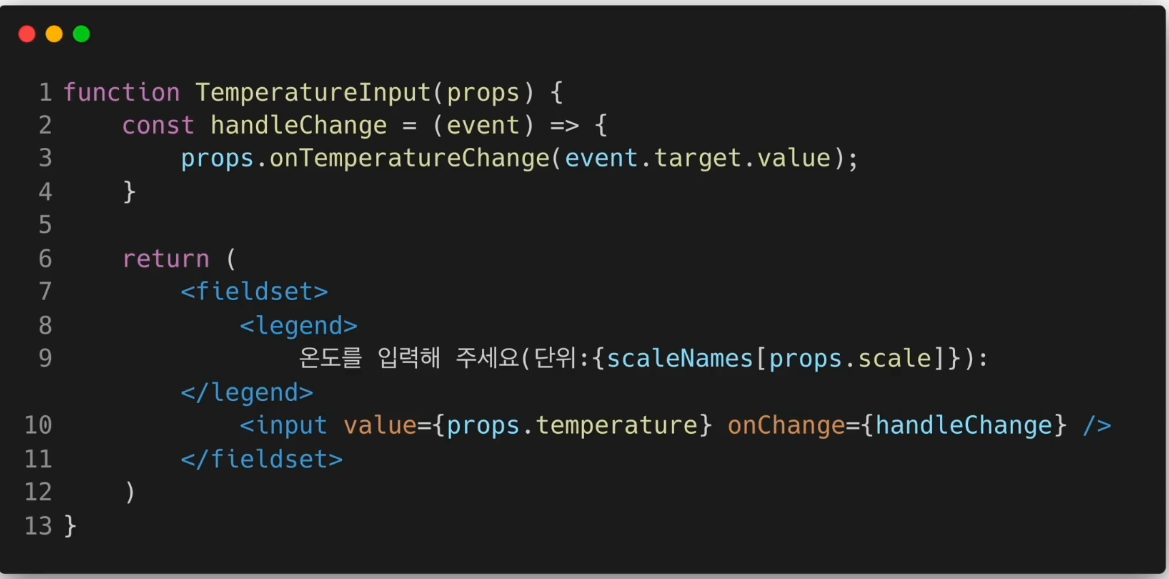 1 function TemperatureInput(props) {
2     const handleChange = (event) => {
3         props.onTemperatureChange(event.target.value);
4     }
5
6     return (
7         <fieldset>
8             <legend>
9                 온도를 입력해 주세요(단위:{scaleNames[props.scale]}):
        </legend>
10             <input value={props.temperature} onChange={handleChange} />
11         </fieldset>
12     )
13 }